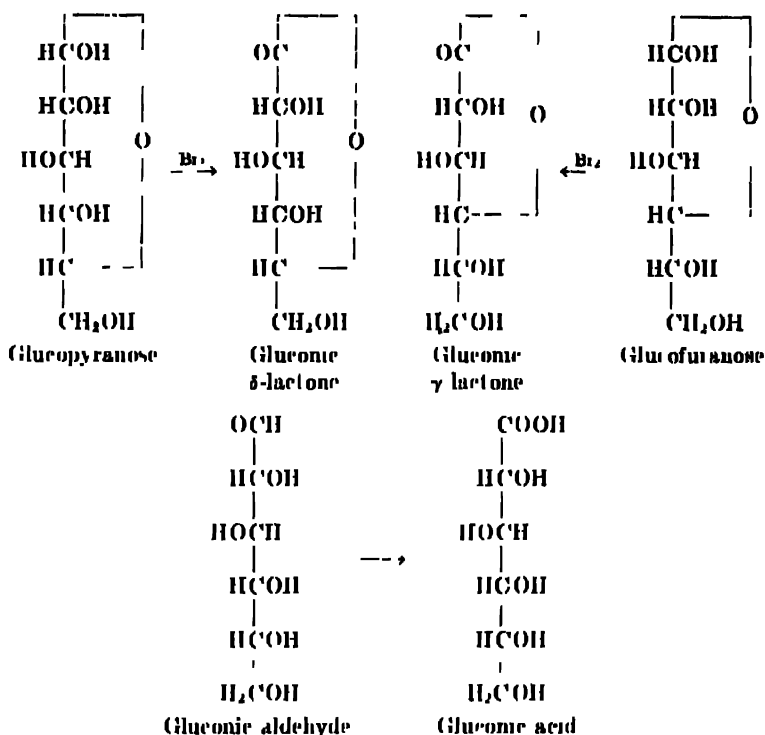 HCOH OC OC HCOH
HCOH HCOH HCOH O HCOH O
HOCH O Br₂ HOCH O HOCH Br₂ HOCH
HCOH HCOH HC HC
HC HC HCOH HCOH
CH₂OH CH₂OH H₂COH CH₂OH
Glucopyranose Gluconic Gluconic Glucofuranose
δ-lactone γ lactone
OCH COOH
HCOH HCOH
HOCH HOCH
HCOH HCOH
HCOH HCOH
H₂COH H₂COH
Gluconic aldehyde Gluconic acid